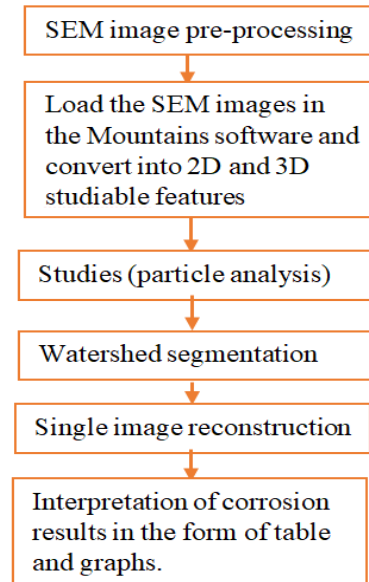 SEM image pre-processing
Load the SEM images in
the Mountains software and
convert into 2D and 3D
studiable features
Studies (particle analysis)
Watershed segmentation
Single image reconstruction
Interpretation of corrosion
results in the form of table
and graphs.